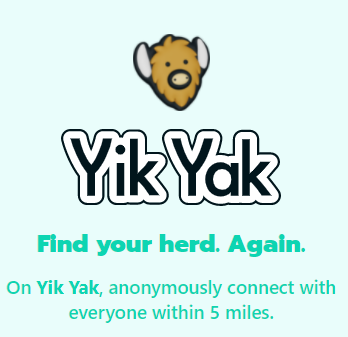 Yik Yak
Find your herd. Again.
On Yik Yak, anonymously connect with
everyone within 5 miles.